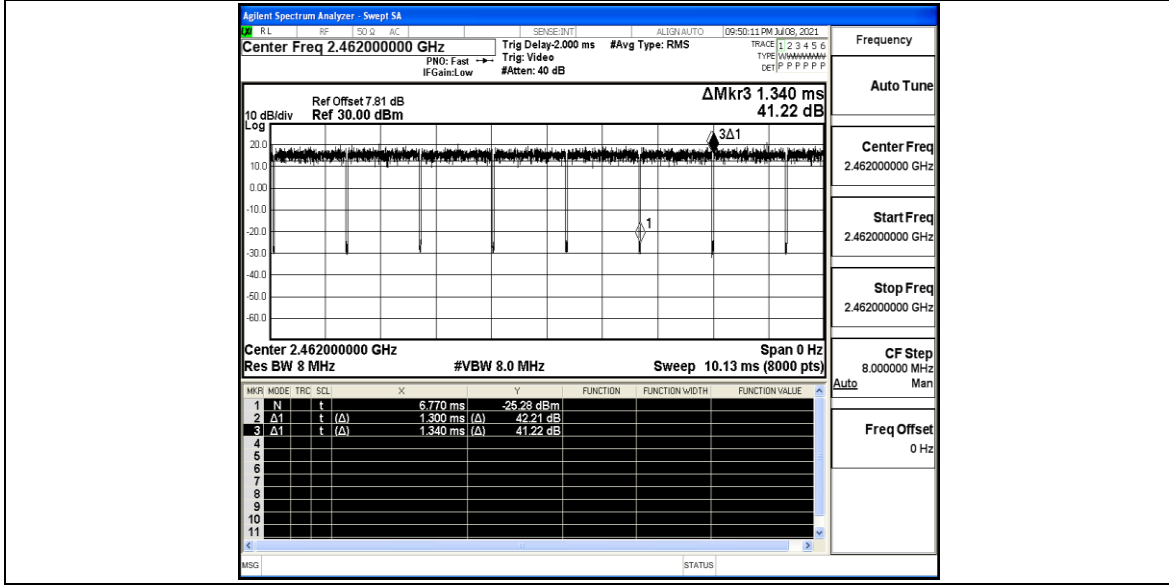 Agilent Spectrum Analyzer - Swept SA
LXI RL RF 50 Ω AC SENSE:INT ALIGN AUTO 09:50:11 PM Jul 08, 2021
Center Freq 2.462000000 GHz
Trig Delay-2.000 ms #Avg Type: RMS
TRACE 1 2 3 4 5 6
PNO: Fast Trig: Video
TYPE WWWWWW
IFGain:Low #Atten: 40 dB
DET P P P P P P
Frequency
Auto Tune
Ref Offset 7.81 dB
ΔMkr3 1.340 ms
10 dB/div Ref 30.00 dBm
41.22 dB
Log
20.0
10.0
0.00
-10.0
-20.0
-30.0
-40.0
-50.0
-60.0
3Δ1
1
Center 2.462000000 GHz
Span 0 Hz
Res BW 8 MHz
#VBW 8.0 MHz
Sweep 10.13 ms (8000 pts)
Center Freq
2.462000000 GHz
Start Freq
2.462000000 GHz
Stop Freq
2.462000000 GHz
CF Step
8.000000 MHz
Auto Man
Freq Offset
0 Hz
MKR MODE TRC SCL X Y FUNCTION FUNCTION WIDTH FUNCTION VALUE
1 N t 6.770 ms -25.28 dBm
2 Δ1 t (Δ) 1.300 ms (Δ) 42.21 dB
3 Δ1 t (Δ) 1.340 ms (Δ) 41.22 dB
4
5
6
7
8
9
10
11
MSG STATUS